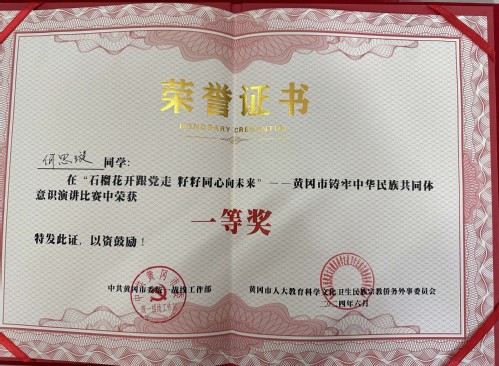 荣誉证书
HONORARY CREDENTIAL
何思璇 同学:
在“石榴花开跟党走 籽籽同心向未来”——黄冈市铸牢中华民族共同体
意识演讲比赛中荣获
一等奖
特发此证，以资鼓励！
中共黄冈市委统一战线工作部 黄冈市人大教育科学文化卫生民族宗教侨务外事委员会
二〇二四年六月